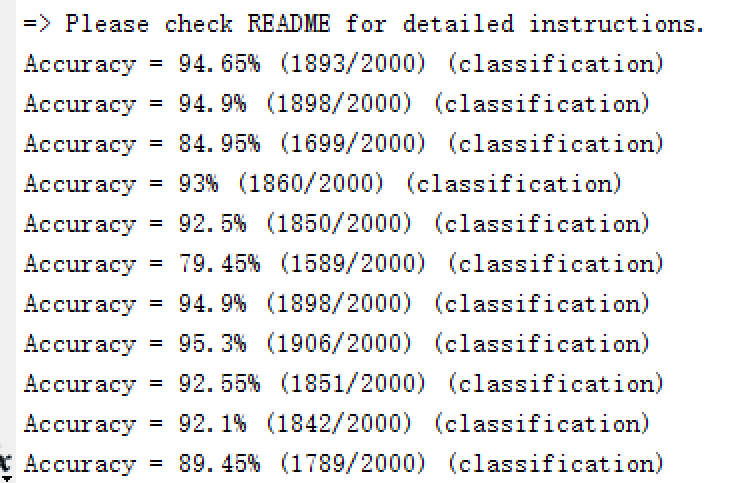 => Please check README for detailed instructions.
Accuracy = 94.65% (1893/2000) (classification)
Accuracy = 94.9% (1898/2000) (classification)
Accuracy = 84.95% (1699/2000) (classification)
Accuracy = 93% (1860/2000) (classification)
Accuracy = 92.5% (1850/2000) (classification)
Accuracy = 79.45% (1589/2000) (classification)
Accuracy = 94.9% (1898/2000) (classification)
Accuracy = 95.3% (1906/2000) (classification)
Accuracy = 92.55% (1851/2000) (classification)
Accuracy = 92.1% (1842/2000) (classification)
Accuracy = 89.45% (1789/2000) (classification)